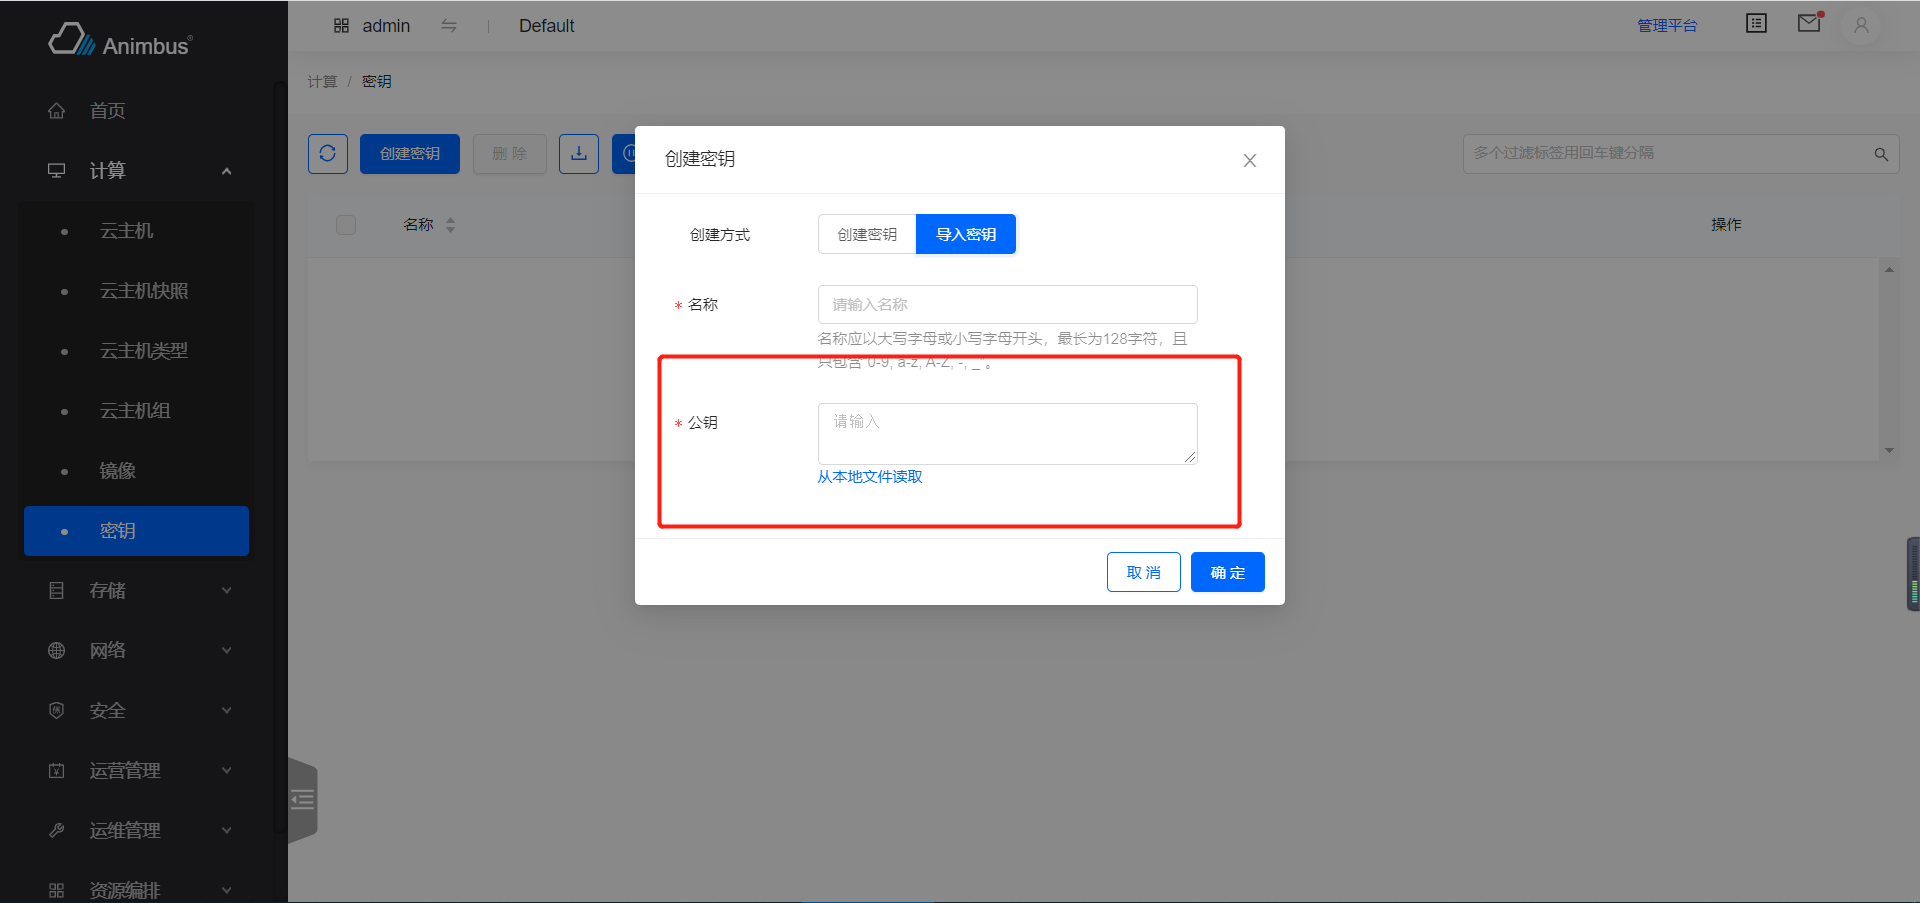 Animbus®
admin
Default
管理平台
首页
计算
云主机
云主机快照
云主机类型
云主机组
镜像
密钥
存储
网络
安全
运营管理
运维管理
资源编排
计算 / 密钥
创建密钥
删 除
多个过滤标签用回车键分隔
名称
操作
创建密钥
创建方式
创建密钥
导入密钥
* 名称
请输入名称
名称应以大写字母或小写字母开头，最长为128字符，且
只包含“0-9, a-z, A-Z, -, _”。
* 公钥
请输入
从本地文件读取
取 消
确 定